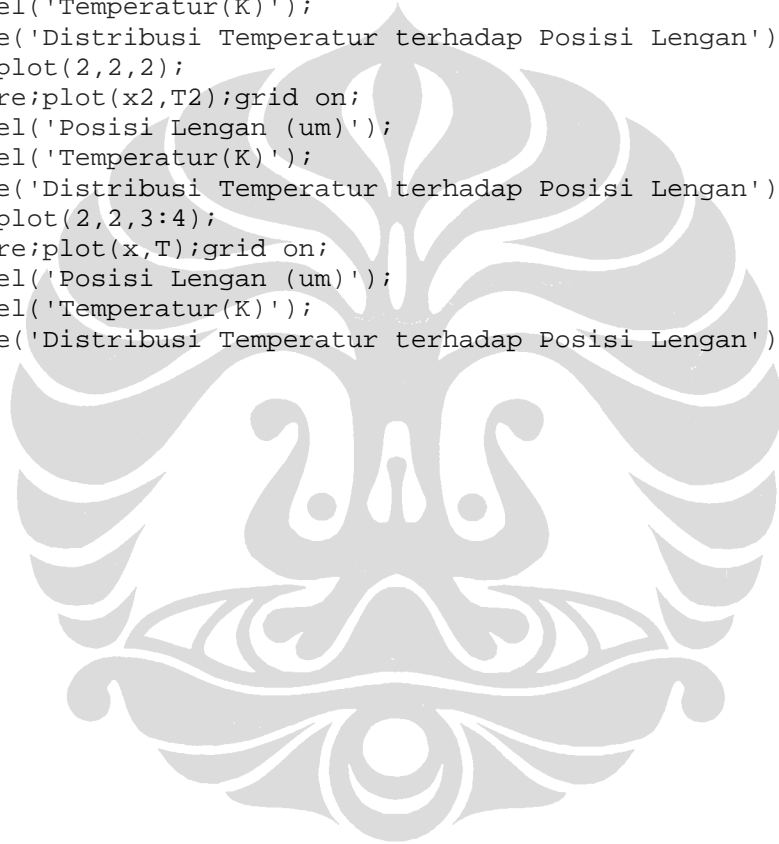 el('Temperatur(K)');
e('Distribusi Temperatur terhadap Posisi Lengan')
plot(2,2,2);
re;plot(x2,T2);grid on;
el('Posisi Lengan (um)');
el('Temperatur(K)');
e('Distribusi Temperatur terhadap Posisi Lengan')
plot(2,2,3:4);
re;plot(x,T);grid on;
el('Posisi Lengan (um)');
el('Temperatur(K)');
e('Distribusi Temperatur terhadap Posisi Lengan')